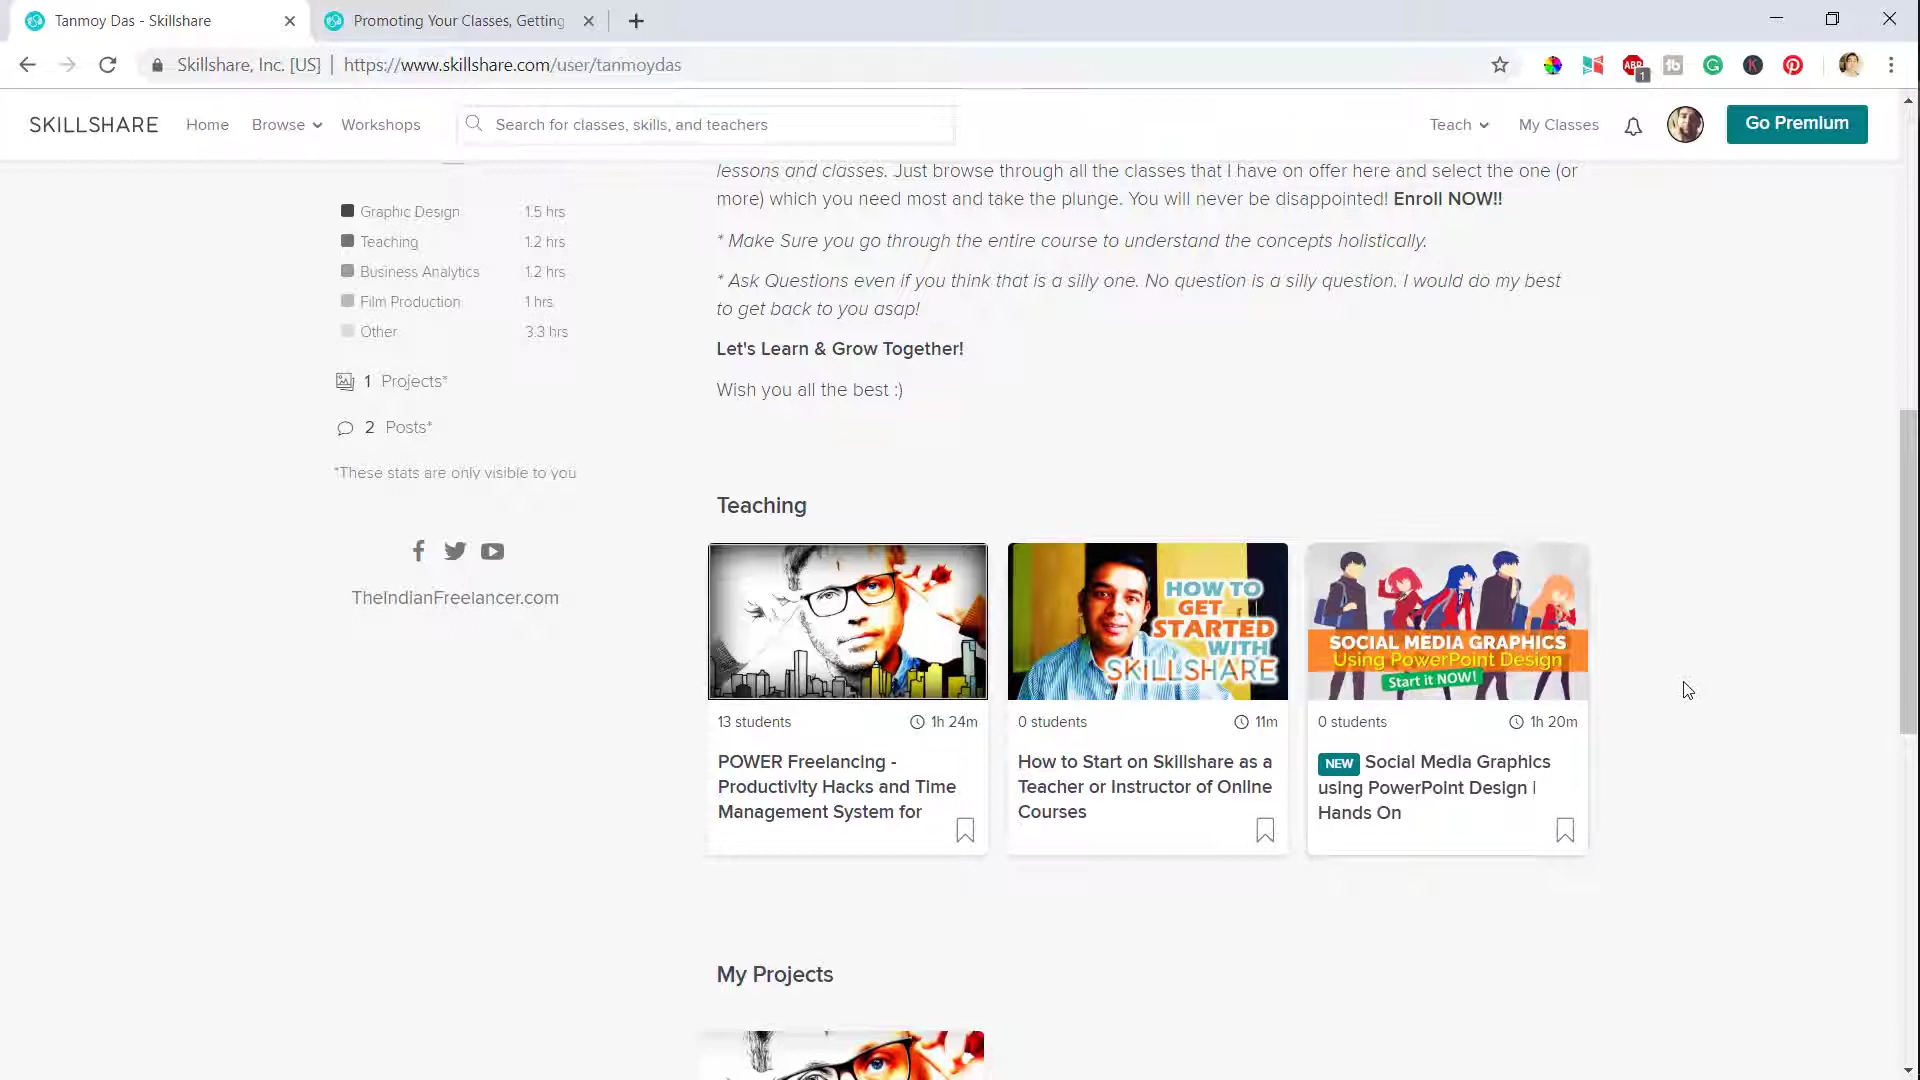 Tanmoy Das - Skillshare
Promoting Your Classes, Getting
Skillshare, Inc. [US] | https://www.skillshare.com/user/tanmoydas
SKILLSHARE
Home
Browse
Workshops
Search for classes, skills, and teachers
Teach
My Classes
Go Premium
lessons and classes. Just browse through all the classes that I have on offer here and select the one (or
more) which you need most and take the plunge. You will never be disappointed! Enroll NOW!!
* Make Sure you go through the entire course to understand the concepts holistically.
* Ask Questions even if you think that is a silly one. No question is a silly question. I would do my best
to get back to you asap!
Let's Learn & Grow Together!
Wish you all the best :)
Graphic Design 1.5 hrs
Teaching 1.2 hrs
Business Analytics 1.2 hrs
Film Production 1 hrs
Other 3.3 hrs
1 Projects*
2 Posts*
*These stats are only visible to you
TheIndianFreelancer.com
Teaching
13 students 1h 24m
POWER Freelancing -
Productivity Hacks and Time
Management System for
HOW TO
GET
STARTED
WITH
SKILLSHARE
0 students 11m
How to Start on Skillshare as a
Teacher or Instructor of Online
Courses
SOCIAL MEDIA GRAPHICS
Using PowerPoint Design
Start it NOW!
0 students 1h 20m
NEW Social Media Graphics
using PowerPoint Design |
Hands On
My Projects
ABP
1
tb
G
K